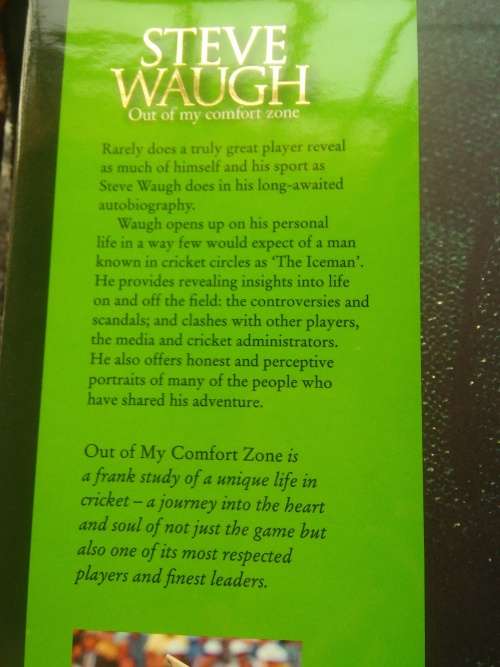 STEVE
WAUGH
Out of my comfort zone
Rarely does a truly great player reveal
as much of himself and his sport as
Steve Waugh does in his long-awaited
autobiography.
Waugh opens up on his personal
life in a way few would expect of a man
known in cricket circles as ‘The Iceman’.
He provides revealing insights into life
on and off the field: the controversies and
scandals; and clashes with other players,
the media and cricket administrators.
He also offers honest and perceptive
portraits of many of the people who
have shared his adventure.
Out of My Comfort Zone is
a frank study of a unique life in
cricket – a journey into the heart
and soul of not just the game but
also one of its most respected
players and finest leaders.